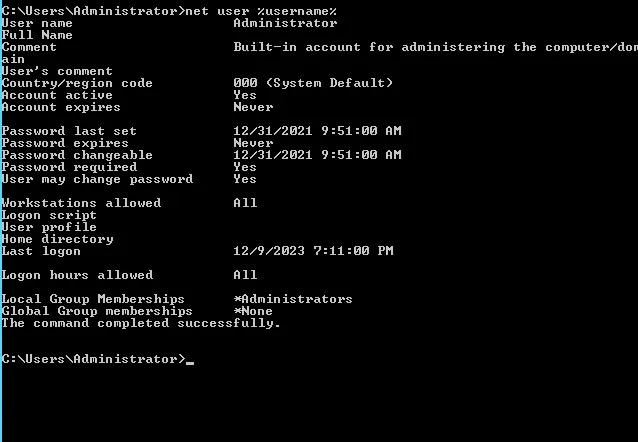 C:\Users\Administrator>net user %username%
User name                    Administrator
Full Name
Comment                      Built-in account for administering the computer/dom
ain
User's comment
Country/region code          000 (System Default)
Account active               Yes
Account expires              Never

Password last set            12/31/2021 9:51:00 AM
Password expires             Never
Password changeable          12/31/2021 9:51:00 AM
Password required            Yes
User may change password     Yes

Workstations allowed         All
Logon script
User profile
Home directory
Last logon                   12/9/2023 7:11:00 PM

Logon hours allowed          All

Local Group Memberships      *Administrators
Global Group memberships     *None
The command completed successfully.

C:\Users\Administrator>_